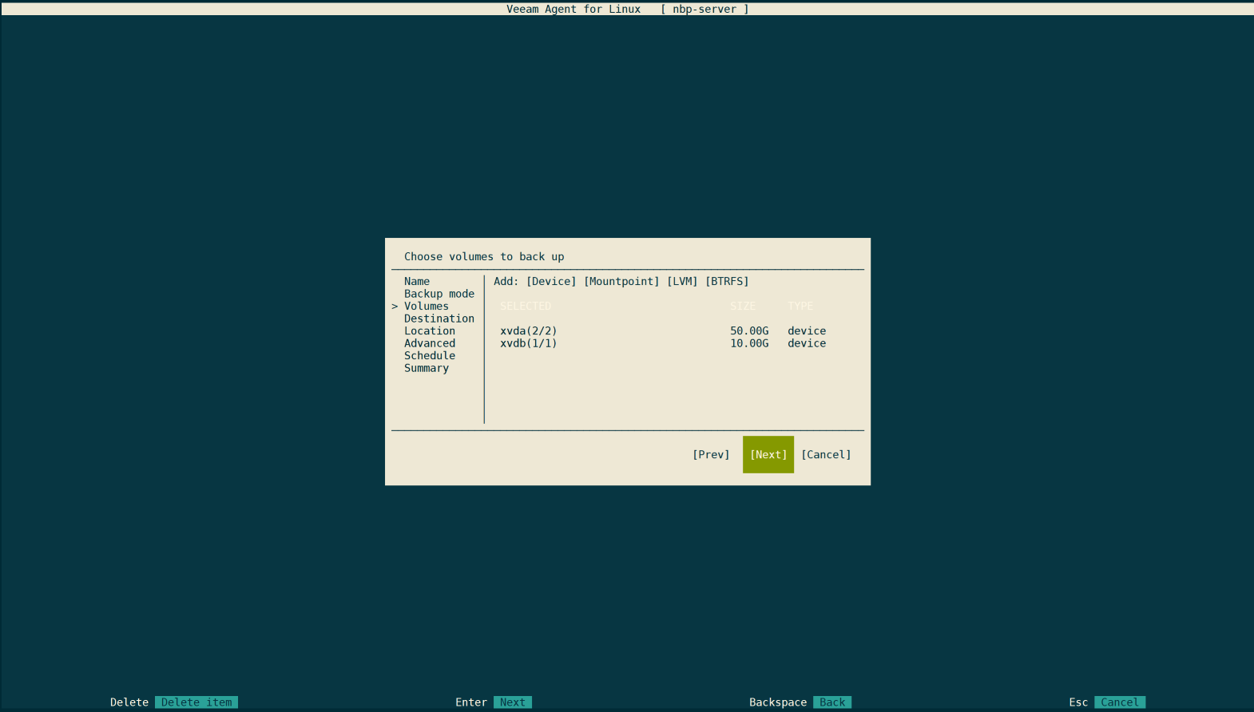 Veeam Agent for Linux [ nbp-server ]
Choose volumes to back up
Name
Backup mode
> Volumes
Destination
Location
Advanced
Schedule
Summary
Add: [Device] [Mountpoint] [LVM] [BTRFS]
SELECTED SIZE TYPE
xvda(2/2) 50.00G device
xvdb(1/1) 10.00G device
[Prev] [Next] [Cancel]
Delete Delete item Enter Next Backspace Back Esc Cancel